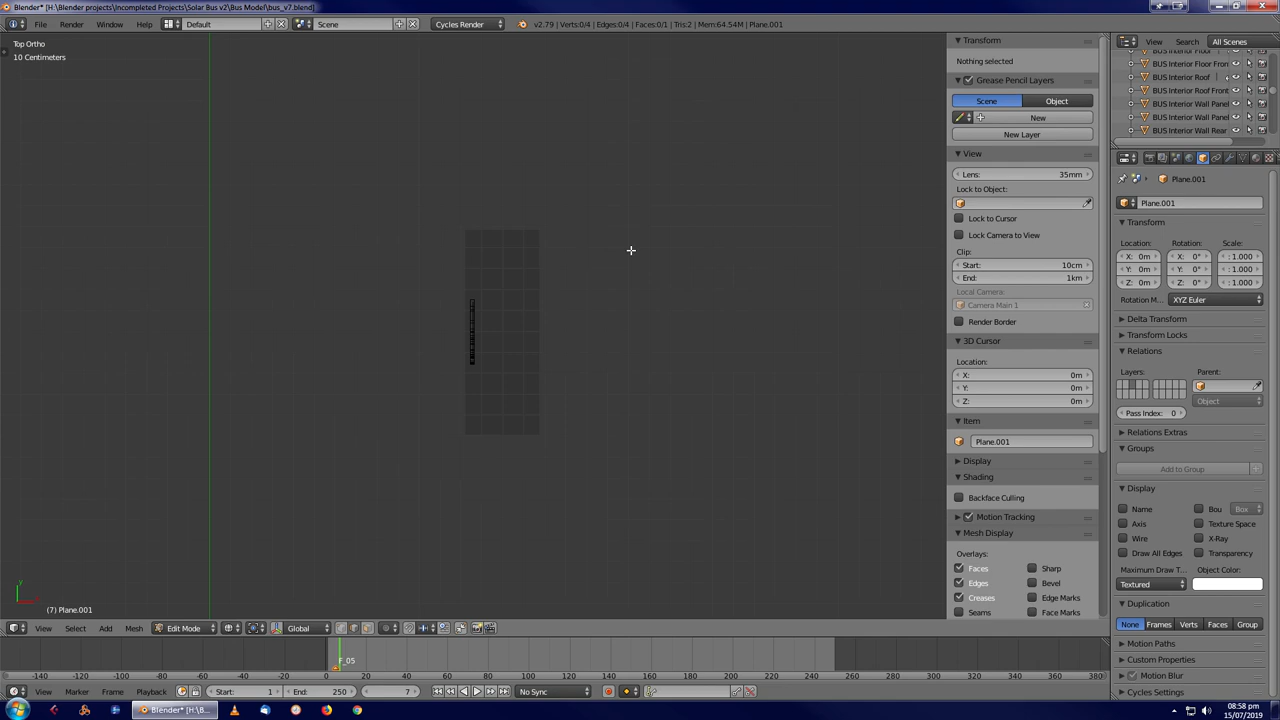 Blender* [H:\Blender projects\Incompleted Projects\Solar Bus v2\Bus Model\bus_v7.blend]
File Render Window Help Default Scene Cycles Render v2.79 | Verts:0/4 | Edges:0/4 | Faces:0/1 | Tris:2 | Mem:64.54M | Plane.001
Top Ortho
10 Centimeters
(7) Plane.001
Transform
Nothing selected
Grease Pencil Layers
Scene Object
New
New Layer
View
Lens: 35mm
Lock to Object:
Lock to Cursor
Lock Camera to View
Clip:
Start: 10cm
End: 1km
Local Camera:
Camera Main 1
Render Border
3D Cursor
Location:
X: 0m
Y: 0m
Z: 0m
Item
Plane.001
Display
Shading
Backface Culling
Motion Tracking
Mesh Display
Overlays:
Faces Sharp
Edges Bevel
Creases Edge Marks
Seams Face Marks
View Search All Scenes
BUS Interior Floor
BUS Interior Floor Fron
BUS Interior Roof
BUS Interior Roof Front
BUS Interior Wall Panel
BUS Interior Wall Panel
BUS Interior Wall Rear
Plane.001
Plane.001
Transform
Location: Rotation: Scale:
X: 0m X: 0° : 1.000
Y: 0m Y: 0° : 1.000
Z: 0m Z: 0° : 1.000
Rotation M... XYZ Euler
Delta Transform
Transform Locks
Relations
Layers: Parent:
Object
Pass Index: 0
Relations Extras
Groups
Add to Group
Display
Name Bou Box
Axis Texture Space
Wire X-Ray
Draw All Edges Transparency
Maximum Draw T... Object Color:
Textured
Duplication
None Frames Verts Faces Group
Motion Paths
Custom Properties
Motion Blur
Cycles Settings
View Select Add Mesh Edit Mode Global
F_05
-140 -120 -100 -80 -60 -40 -20 0 20 40 60 80 100 120 140 160 180 200 220 240 260 280 300 320 340 360 380
View Marker Frame Playback Start: 1 End: 250 7 No Sync
Blender* [H:\B...
08:58 pm
15/07/2019